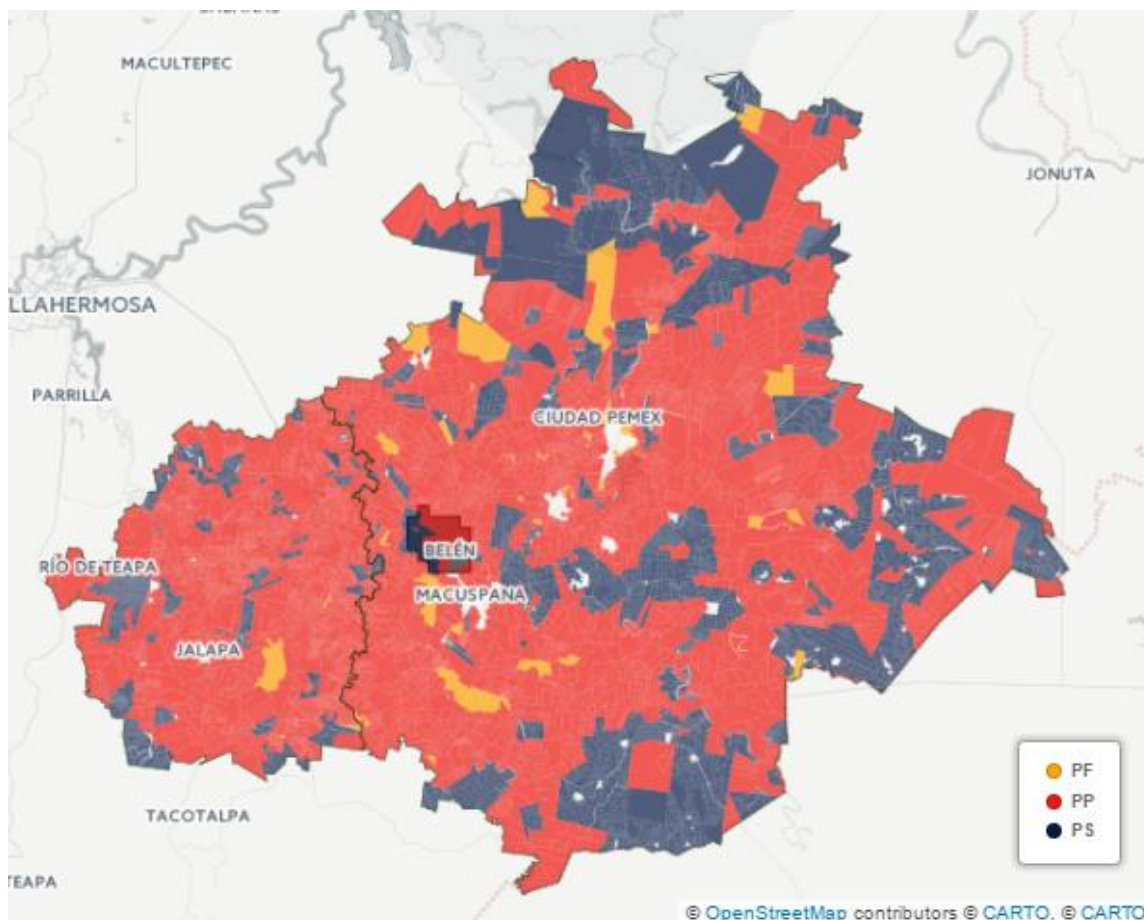 MACULTEPEC
JONUTA
LLAHERMOSA
PARRILLA
CIUDAD PEMEX
BELÉN
RÍO DE TEAPA
MACUSPANA
JALAPA
PF
PP
PS
TACOTALPA
TEAPA
© OpenStreetMap contributors © CARTO, © CARTO